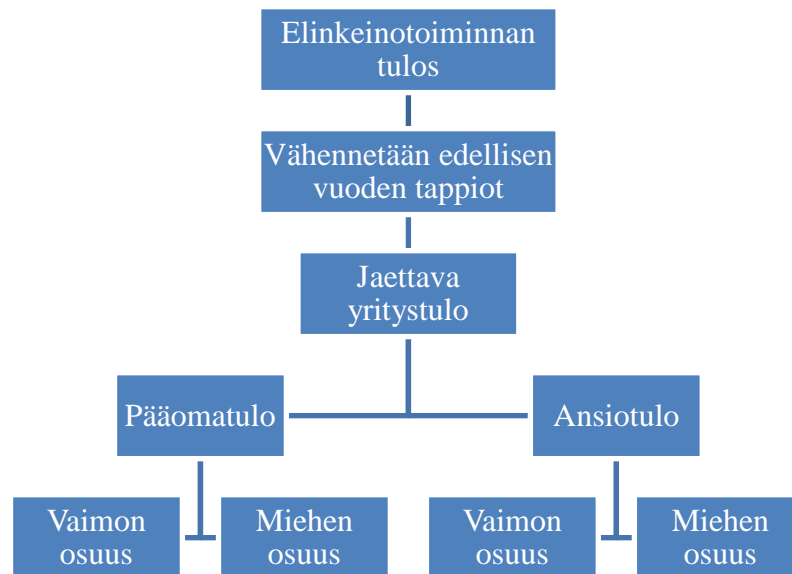 Elinkeinotoiminnan
tulos
Vähennetään edellisen
vuoden tappiot
Jaettava
yritystulo
Pääomatulo
Ansiotulo
Vaimon
osuus
Miehen
osuus
Vaimon
osuus
Miehen
osuus